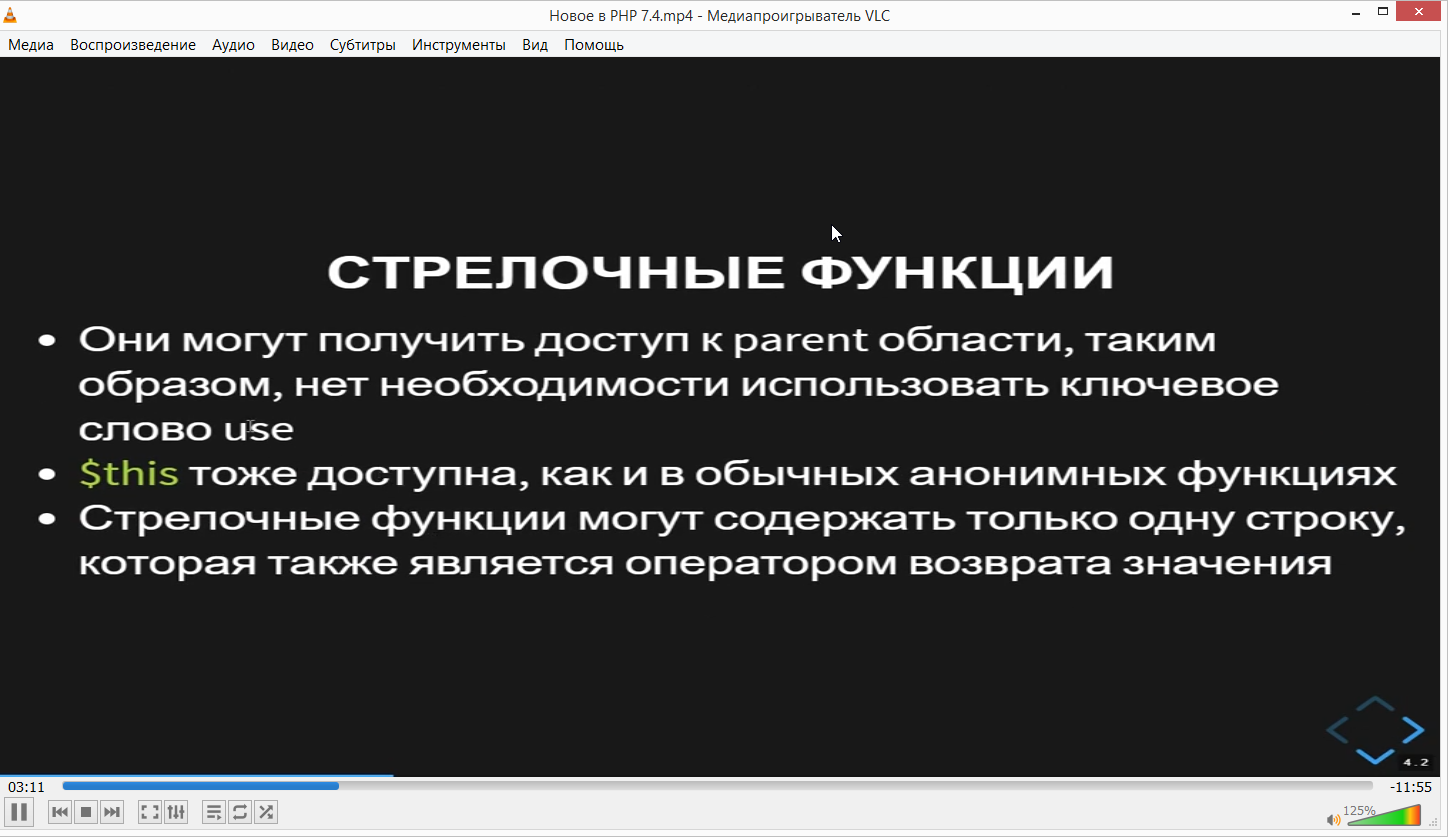 Новое в PHP 7.4.mp4 - Медиапроигрыватель VLC
Медиа Воспроизведение Аудио Видео Субтитры Инструменты Вид Помощь
СТРЕЛОЧНЫЕ ФУНКЦИИ
• Они могут получить доступ к parent области, таким
образом, нет необходимости использовать ключевое
слово use
• $this тоже доступна, как и в обычных анонимных функциях
• Стрелочные функции могут содержать только одну строку,
которая также является оператором возврата значения
4.2
03:11 -11:55
125%